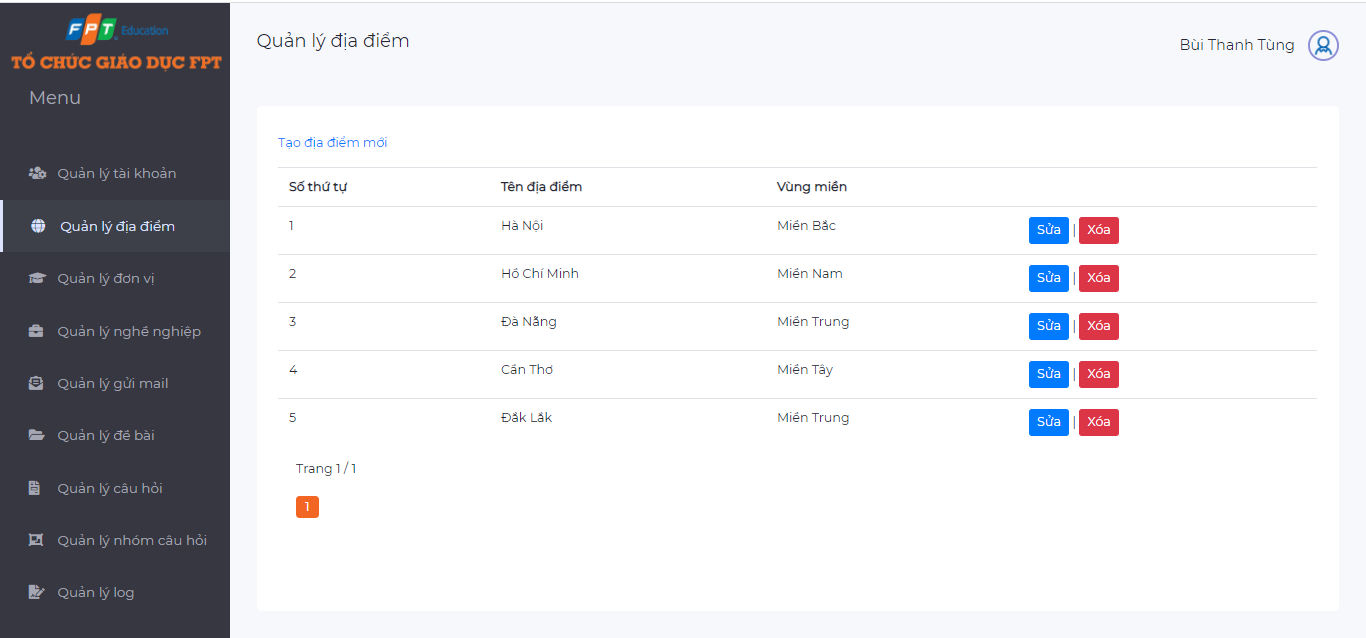 FPT Education
TỔ CHỨC GIÁO DỤC FPT
Menu
Quản lý tài khoản
Quản lý địa điểm
Quản lý đơn vị
Quản lý nghề nghiệp
Quản lý gửi mail
Quản lý đề bài
Quản lý câu hỏi
Quản lý nhóm câu hỏi
Quản lý log
Quản lý địa điểm
Bùi Thanh Tùng
Tạo địa điểm mới
Số thứ tự Tên địa điểm Vùng miền
1 Hà Nội Miền Bắc Sửa | Xóa
2 Hồ Chí Minh Miền Nam Sửa | Xóa
3 Đà Nẵng Miền Trung Sửa | Xóa
4 Cần Thơ Miền Tây Sửa | Xóa
5 Đắk Lắk Miền Trung Sửa | Xóa
Trang 1 / 1
1